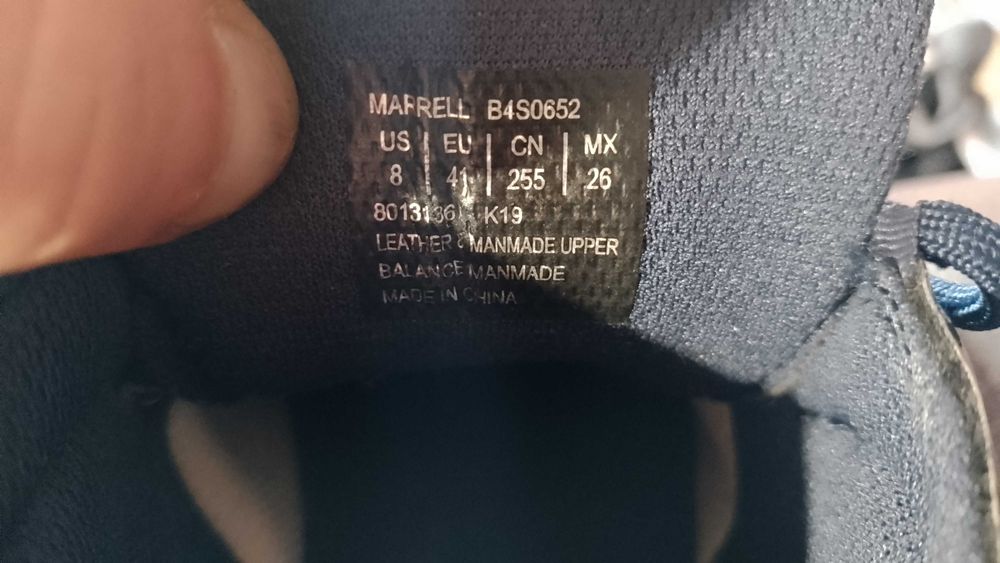 MARRELL B4S0652
US | EU | CN | MX
8 | 41 | 255 | 26
8013136 K19
LEATHER & MANMADE UPPER
BALANCE MANMADE
MADE IN CHINA